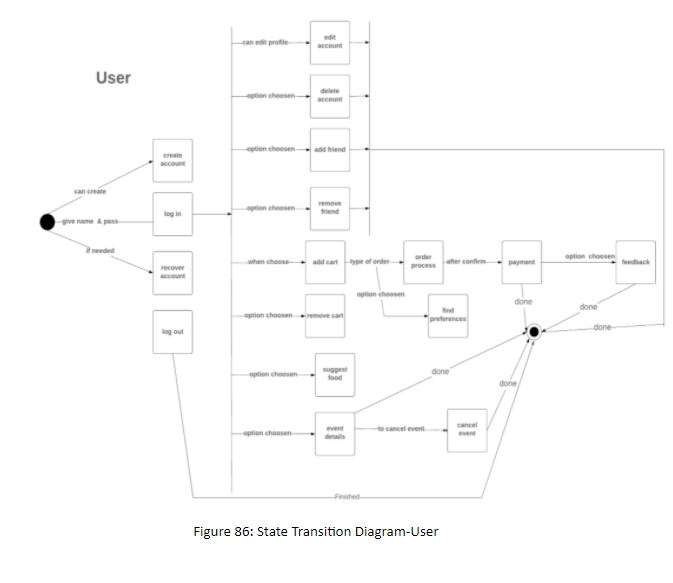 User
can edit profile
edit
account
option choosen
delete
account
option choosen
add friend
option choosen
remove
friend
create
account
can create
give name & pass
log in
if needed
recover
account
log out
when choose
add cart
type of order
order
process
after confirm
payment
option choosen
feedback
option choosen
find
preferences
option choosen
remove cart
done
done
done
option choosen
suggest
food
done
done
option choosen
event
details
to cancel event
cancel
event
Finished
Figure 86: State Transition Diagram-User